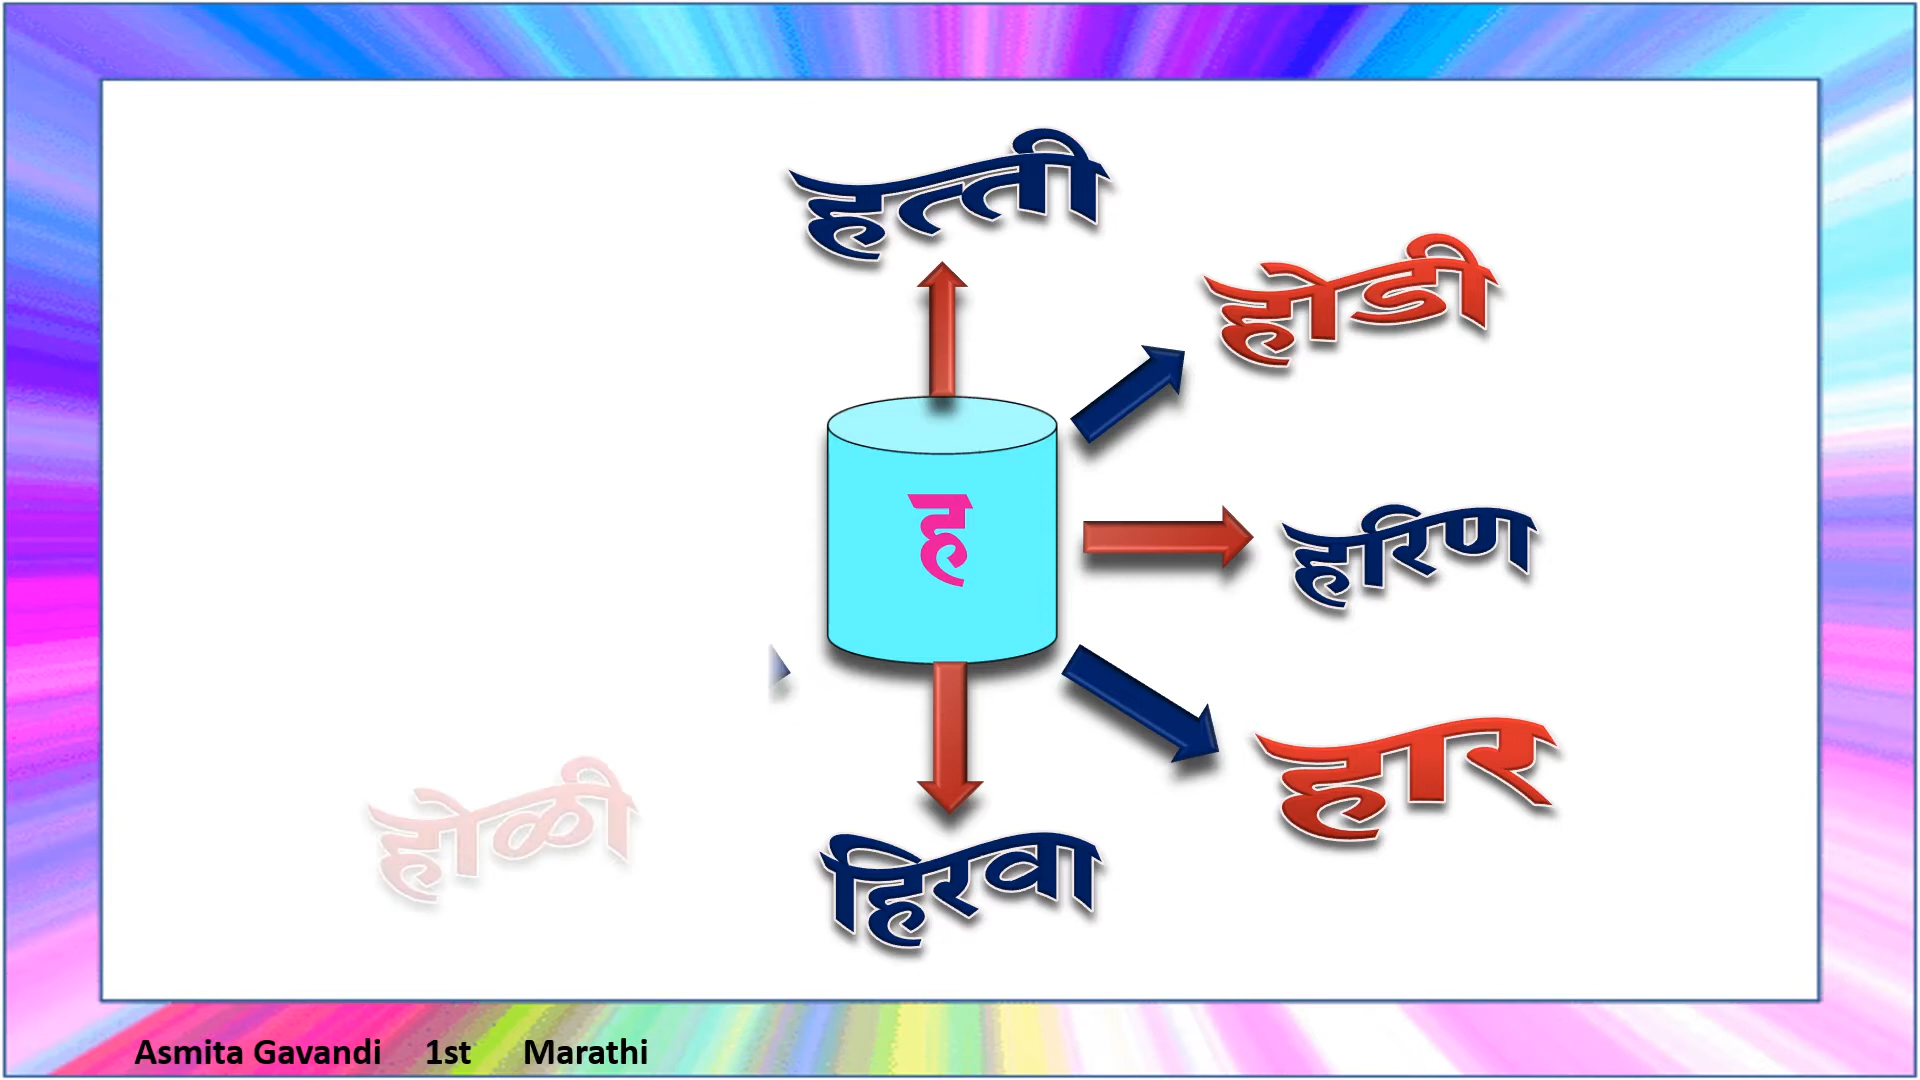 हत्ती
होडी
ह
हरिण
हार
होळी
हिरवा
Asmita Gavandi 1st Marathi